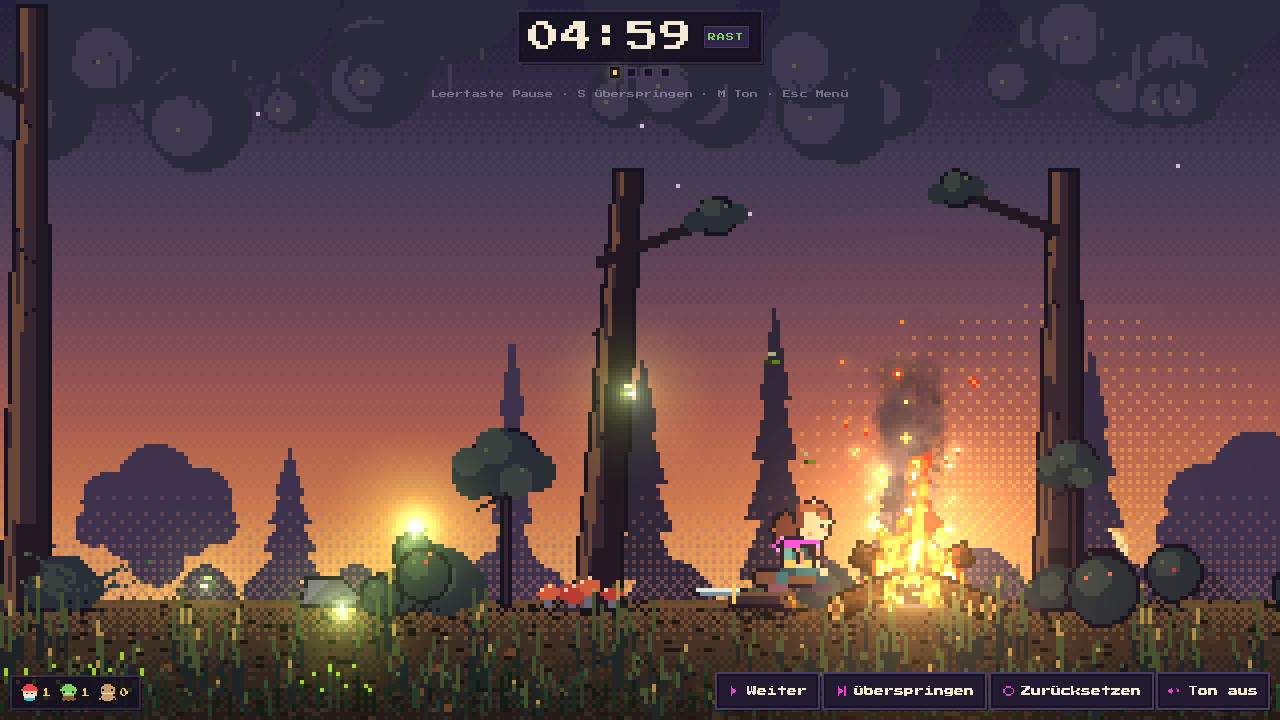 04:59 RAST
Leertaste Pause · S überspringen · M Ton · Esc Menü
1 1 0
Weiter überspringen Zurücksetzen Ton aus